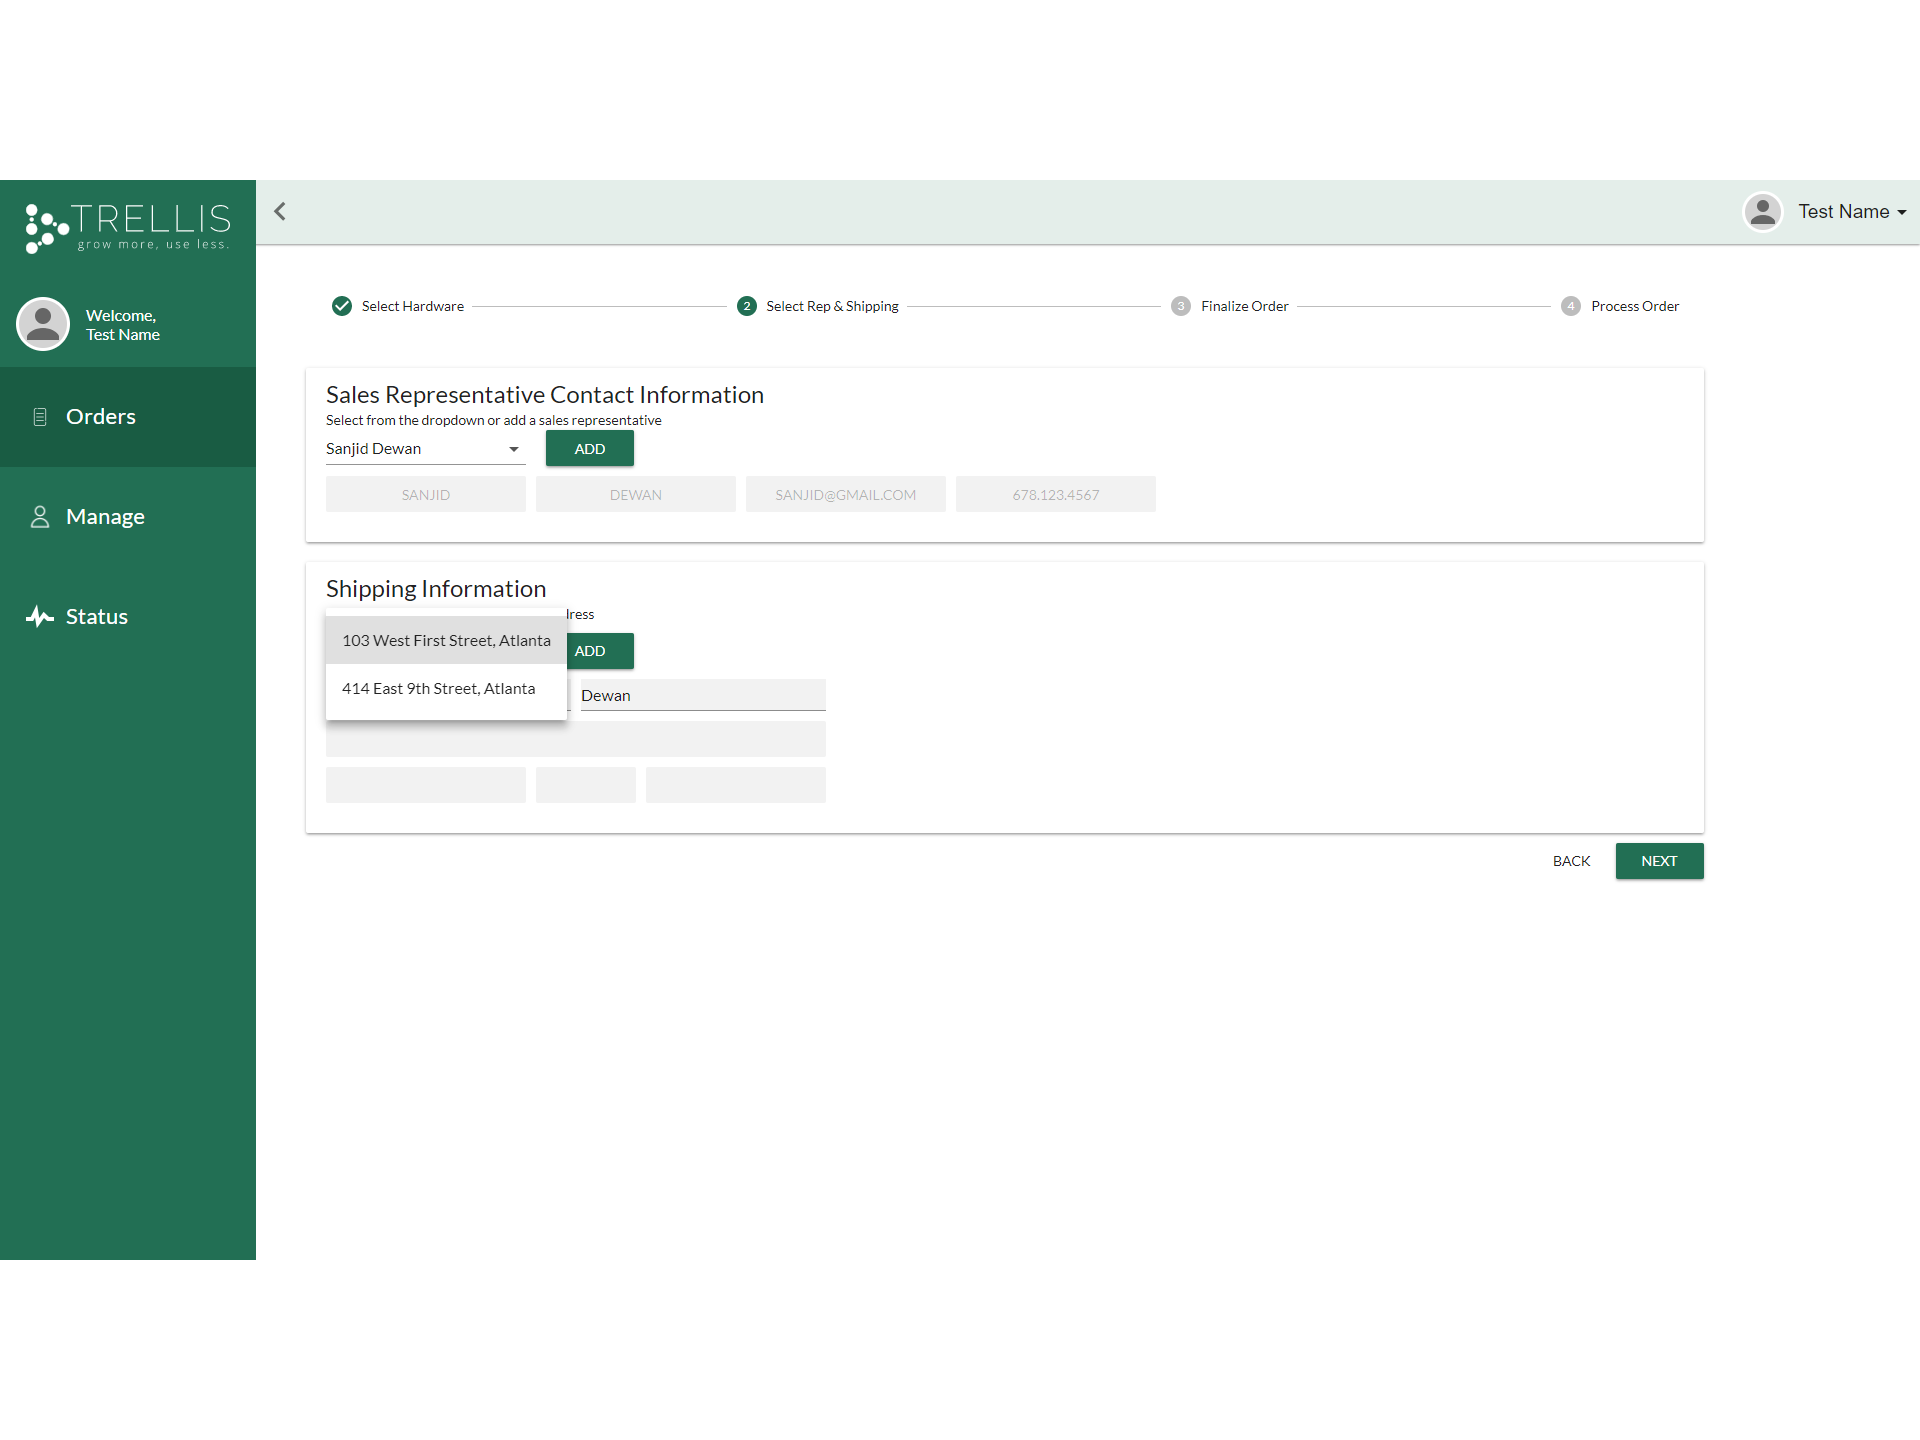 TRELLIS
grow more, use less.
Test Name
Welcome,
Test Name
Orders
Manage
Status
Select Hardware
2 Select Rep & Shipping
3 Finalize Order
4 Process Order
Sales Representative Contact Information
Select from the dropdown or add a sales representative
Sanjid Dewan
ADD
SANJID DEWAN SANJID@GMAIL.COM 678.123.4567
Shipping Information
103 West First Street, Atlanta
ADD
414 East 9th Street, Atlanta
Dewan
BACK NEXT